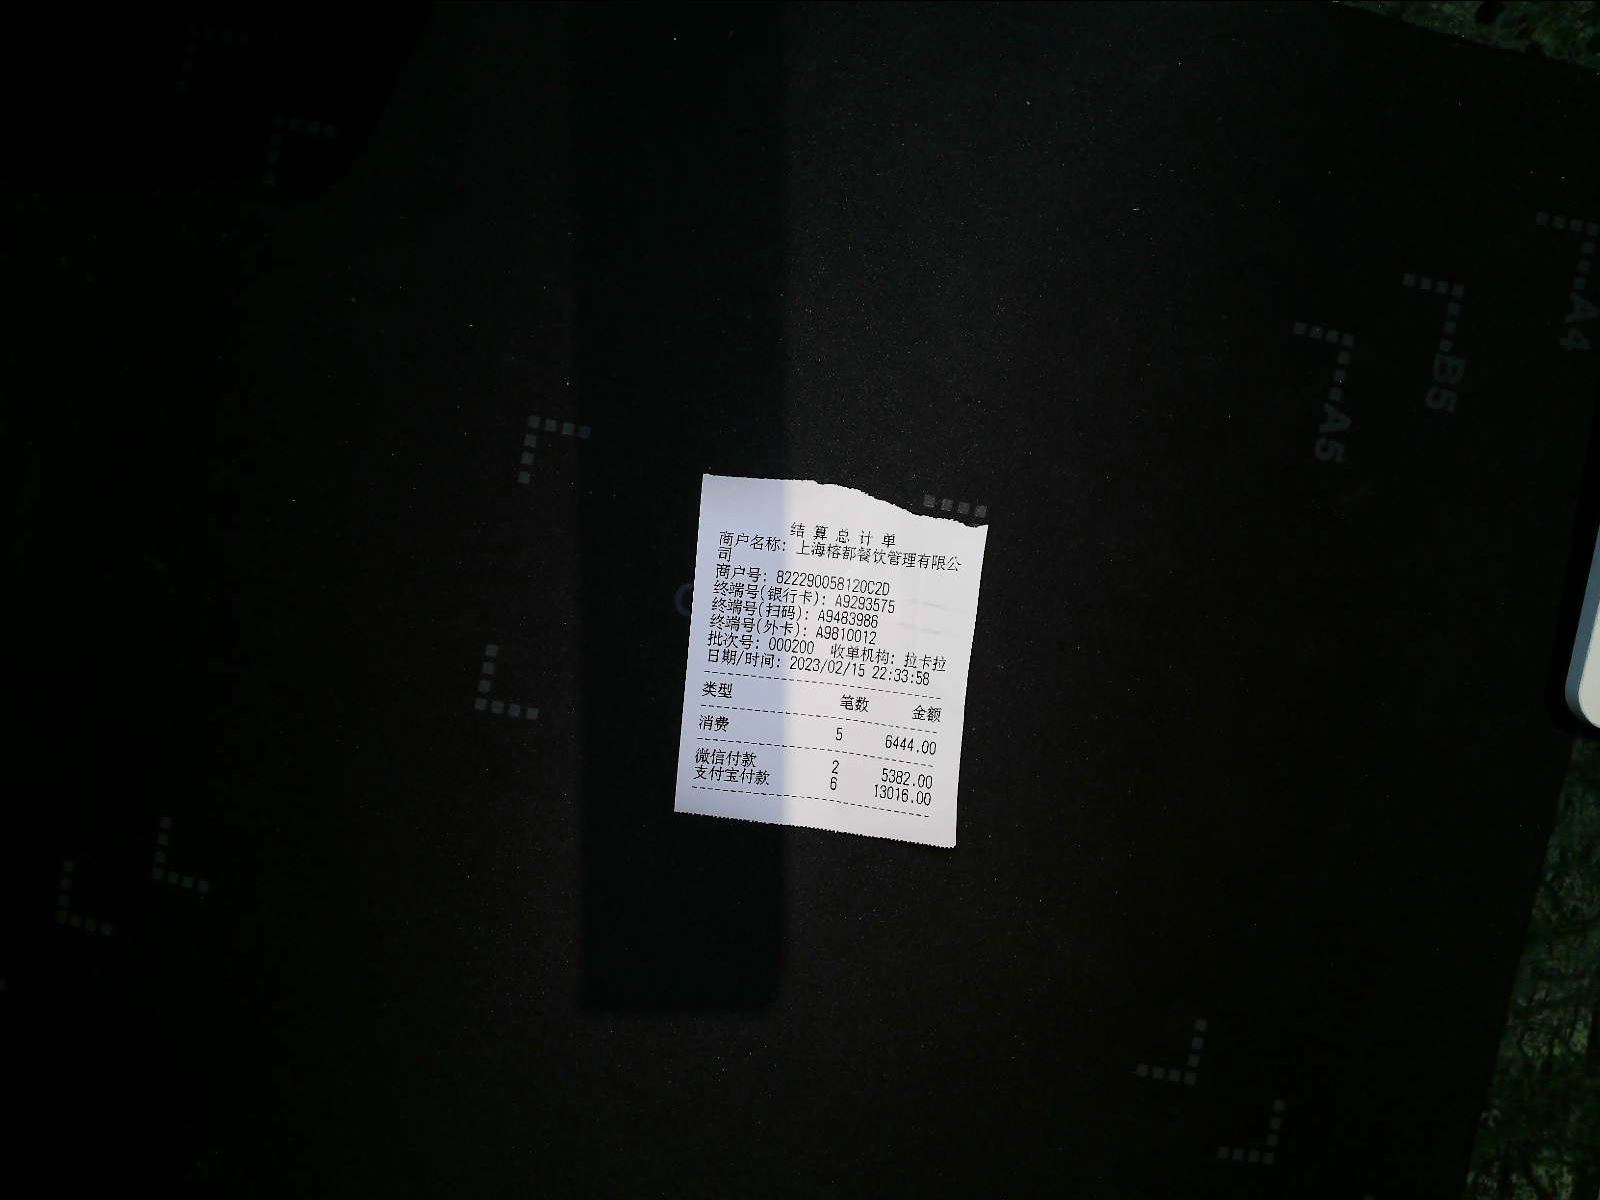 结 算 总 计 单
商户名称: 上海榕都餐饮管理有限公
司
商户号: 822290058120C2D
终端号(银行卡): A9293575
终端号(扫码): A9483986
终端号(外卡): A9810012
批次号: 000200 收单机构: 拉卡拉
日期/时间: 2023/02/15 22:33:58
类型 笔数 金额
消费 5 6444.00
微信付款 2 5382.00
支付宝付款 6 13016.00
A5
B5
A4